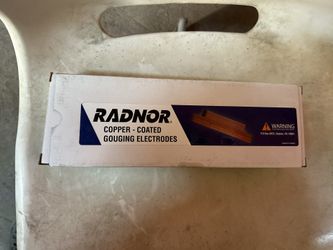 RADNOR
COPPER - COATED
GOUGING ELECTRODES
WARNING